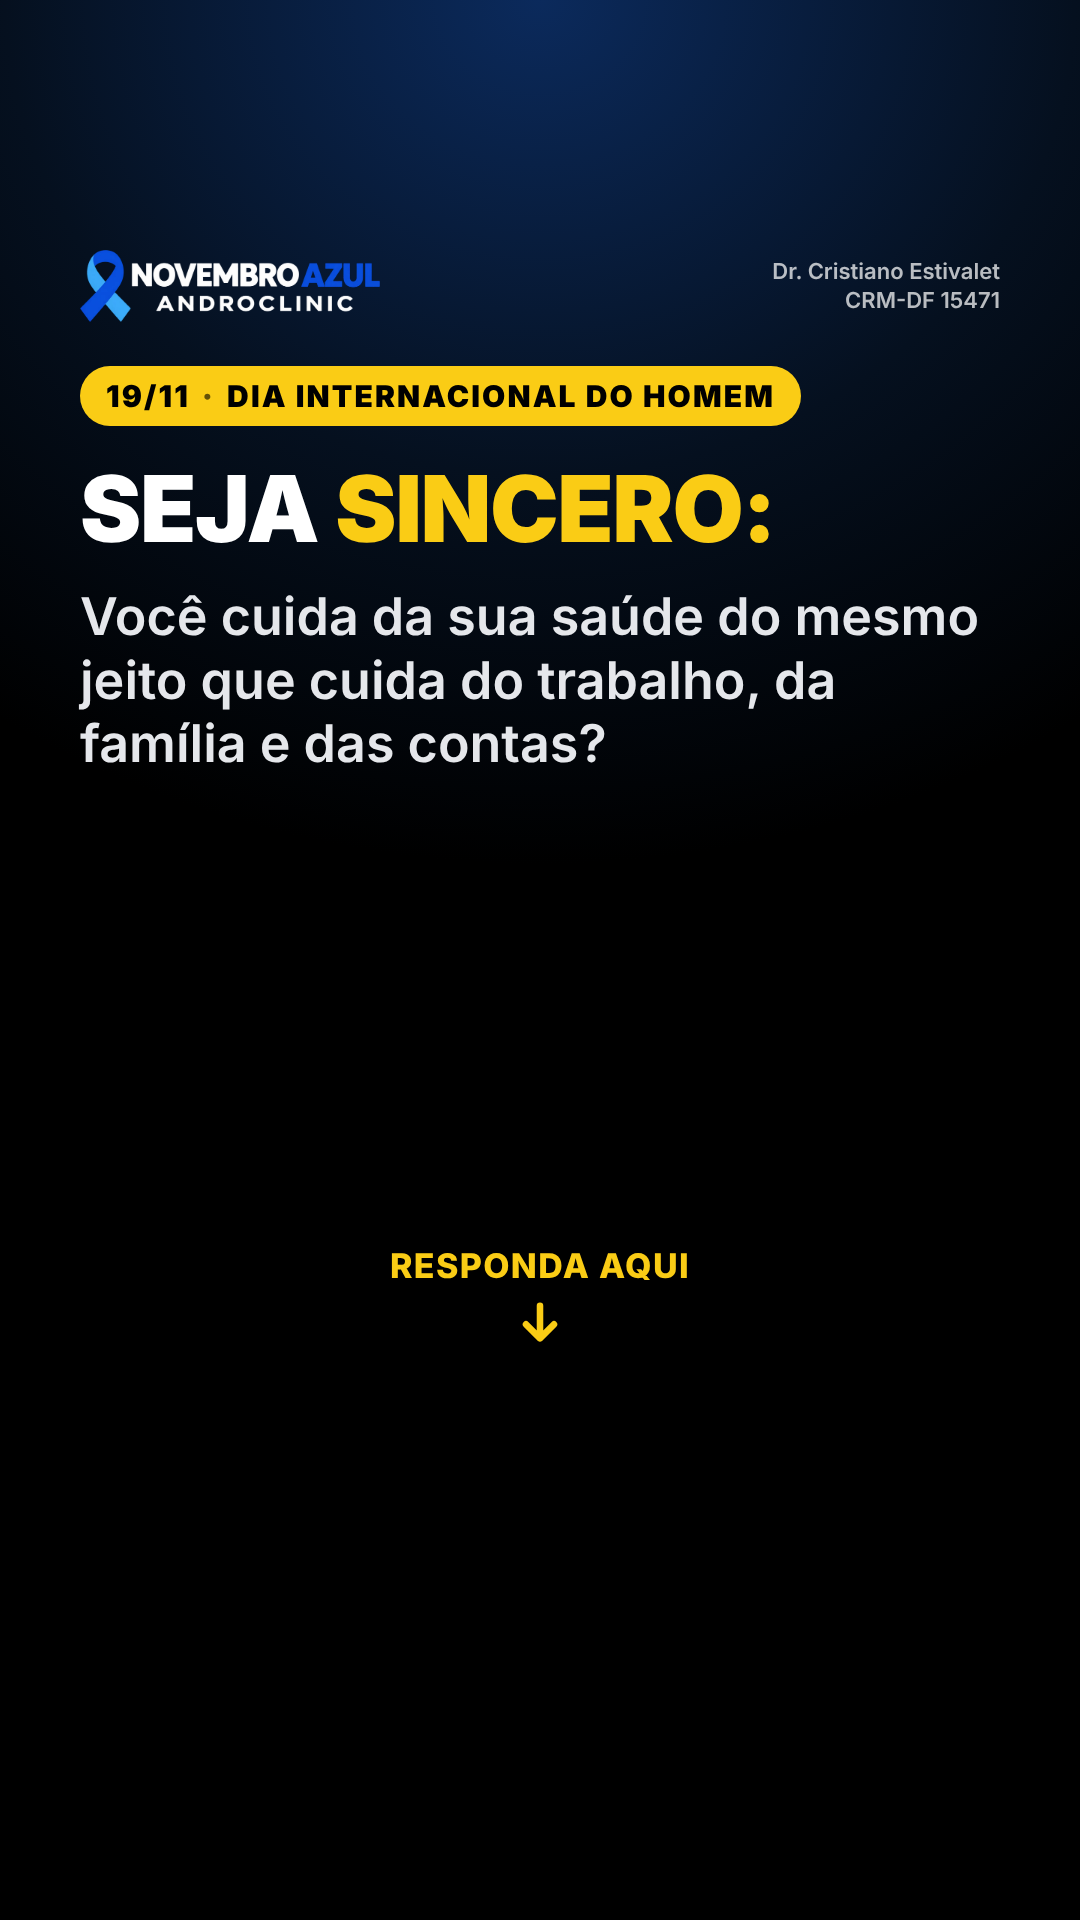 NOVEMBRO AZUL
ANDROCLINIC
Dr. Cristiano Estivalet
CRM-DF 15471
19/11 · DIA INTERNACIONAL DO HOMEM
SEJA SINCERO:
Você cuida da sua saúde do mesmo
jeito que cuida do trabalho, da
família e das contas?
RESPONDA AQUI